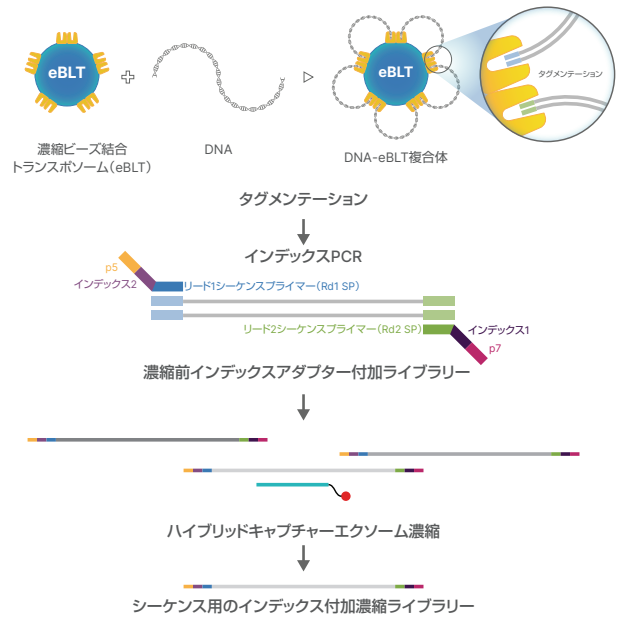 eBLT
eBLT
タグメンテーション
濃縮ビーズ結合
トランスポソーム(eBLT)
DNA
DNA-eBLT複合体
タグメンテーション
インデックスPCR
p5
インデックス2
リード1シーケンスプライマー(Rd1 SP)
リード2シーケンスプライマー(Rd2 SP)
インデックス1
p7
濃縮前インデックスアダプター付加ライブラリー
ハイブリッドキャプチャーエクソーム濃縮
シーケンス用のインデックス付加濃縮ライブラリー